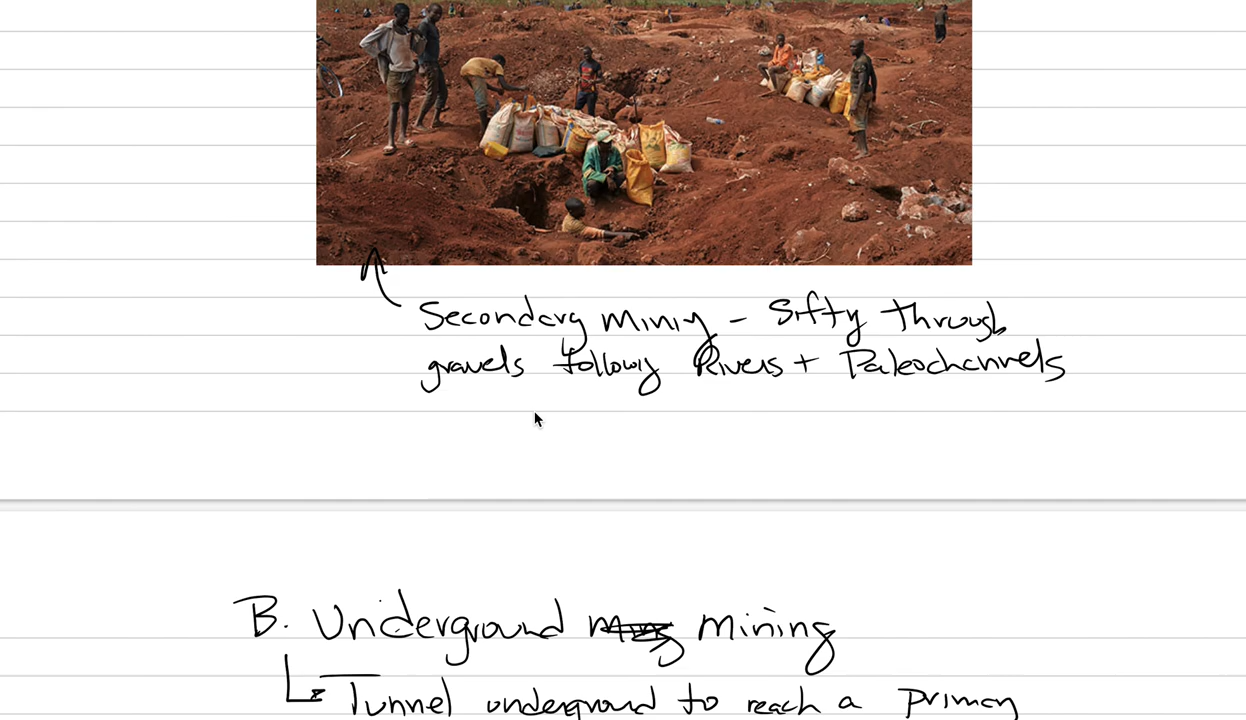 Secondary Mining - Sifting through
gravels following Rivers + Paleochannels
B. Underground Mining
Tunnel underground to reach a primary